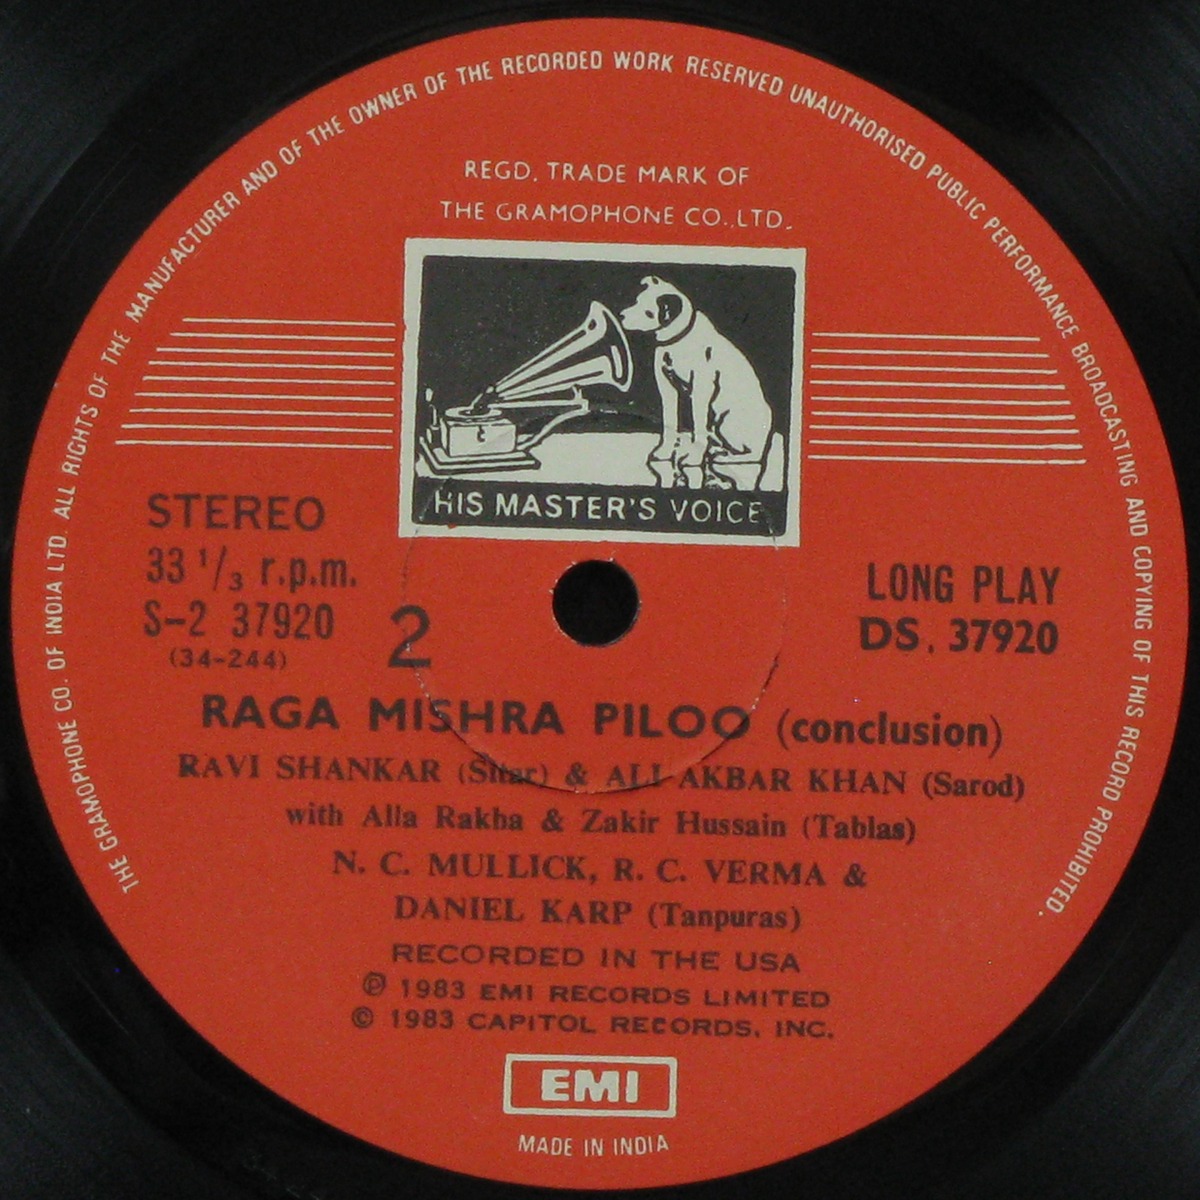 THE GRAMOPHONE CO. OF INDIA LTD. ALL RIGHTS OF THE MANUFACTURER AND OF THE OWNER OF THE RECORDED WORK RESERVED UNAUTHORISED PUBLIC PERFORMANCE BROADCASTING AND COPYING OF THIS RECORD PROHIBITED.
REGD. TRADE MARK OF
THE GRAMOPHONE CO., LTD.
HIS MASTER'S VOICE
STEREO
33 1/3 r.p.m.
S-2 37920
(34-244)
2
LONG PLAY
DS. 37920
RAGA MISHRA PILOO (conclusion)
RAVI SHANKAR (Sitar) & ALI AKBAR KHAN (Sarod)
with Alla Rakha & Zakir Hussain (Tablas)
N. C. MULLICK, R. C. VERMA &
DANIEL KARP (Tanpuras)
RECORDED IN THE USA
℗ 1983 EMI RECORDS LIMITED
© 1983 CAPITOL RECORDS, INC.
EMI
MADE IN INDIA